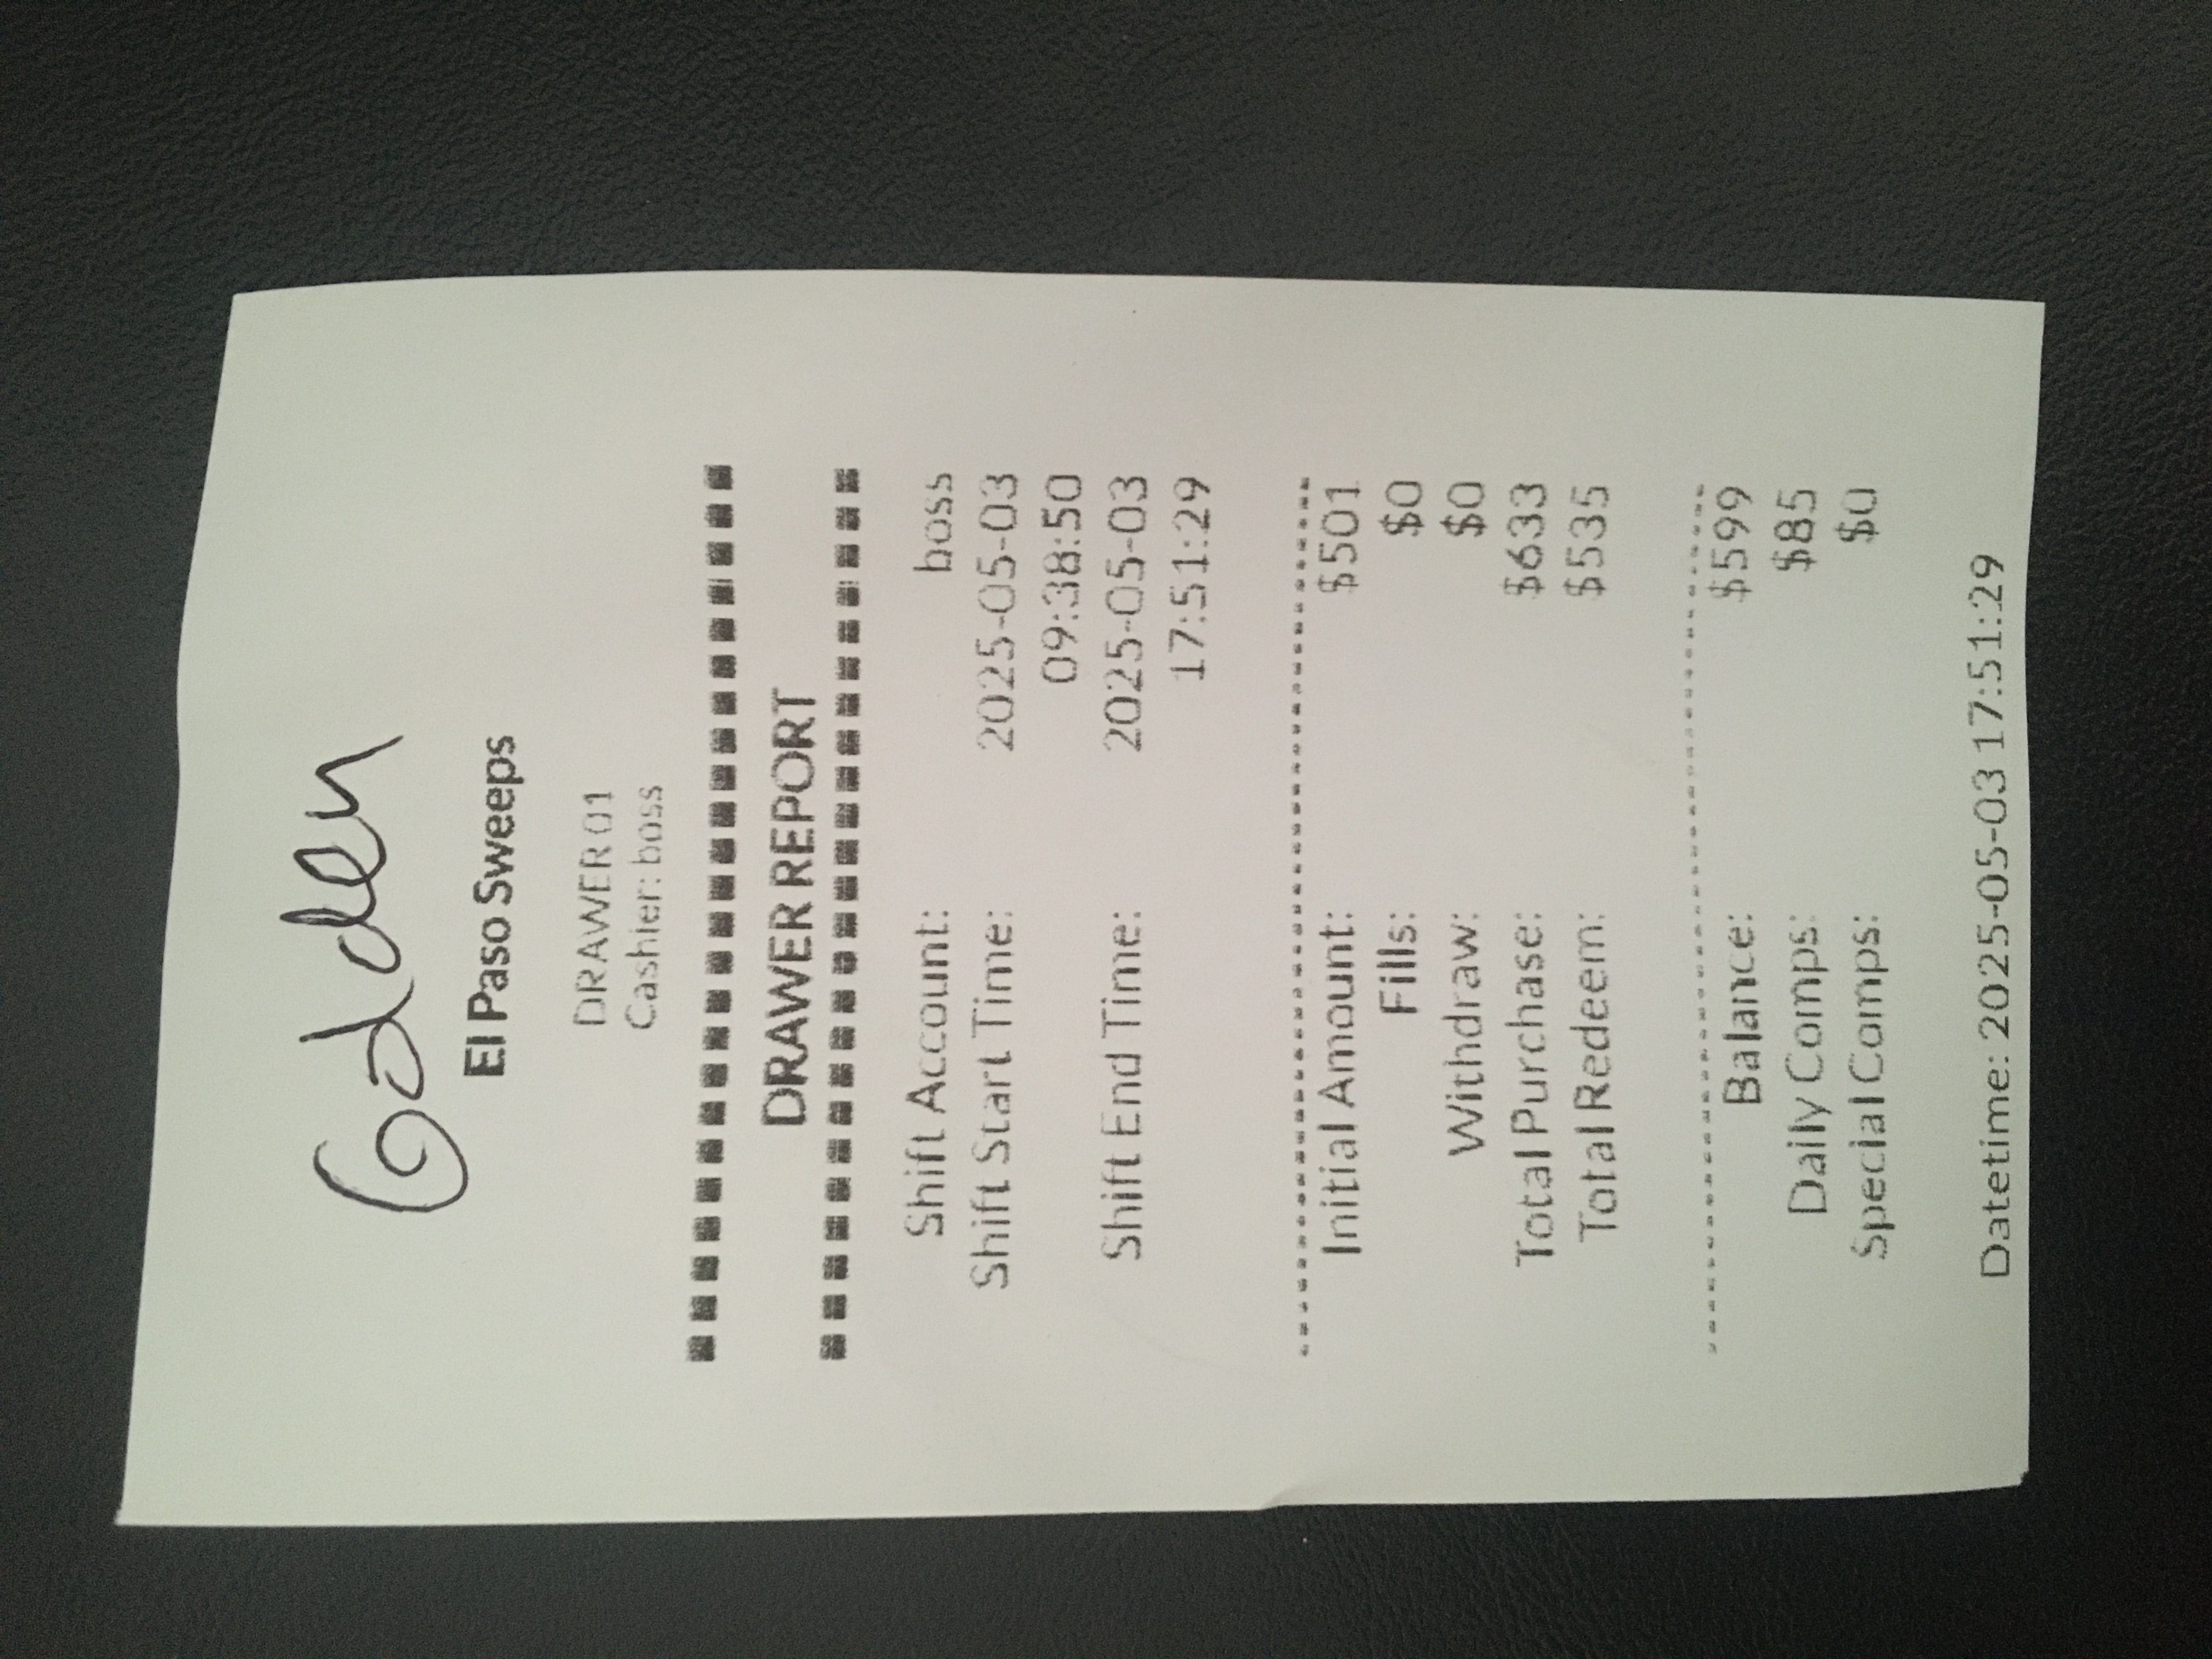 El Paso Sweeps
DRAWER 01
Cashier: boss
DRAWER REPORT
Shift Account: boss
Shift Start Time: 2025-05-03
09:38:50
Shift End Time: 2025-05-03
17:51:29
Initial Amount: $501
Fills: $0
Withdraw: $0
Total Purchase: $633
Total Redeem: $535
Balance: $599
Daily Comps: $85
Special Comps: $0
Datetime: 2025-05-03 17:51:29